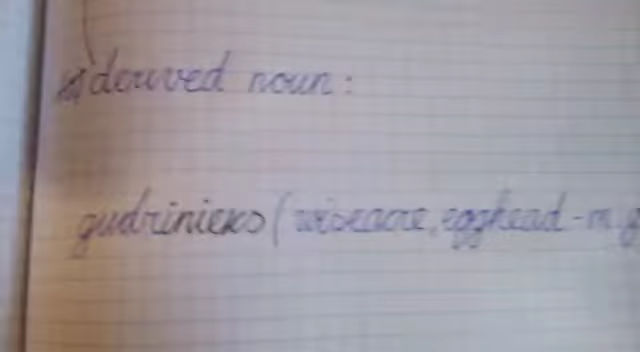 derived noun:
gudrinieks (wiseacre, egghead - m g